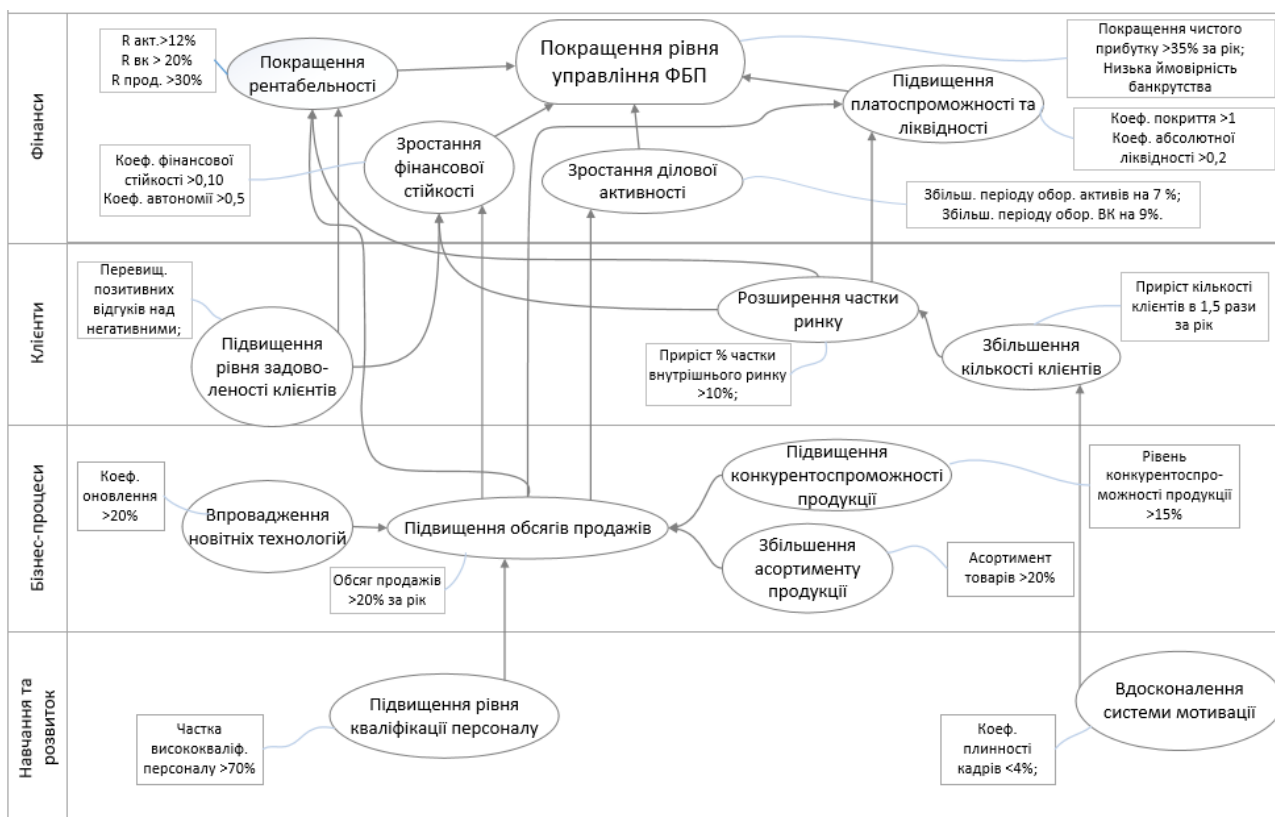 Фінанси
R акт.>12%
R вк > 20%
R прод. >30%
Покращення
рентабельності
Покращення рівня
управління ФБП
Покращення чистого
прибутку >35% за рік;
Низька ймовірність
банкрутства
Підвищення
платоспроможності та
ліквідності
Коеф. покриття >1
Коеф. абсолютної
ліквідності >0,2
Коеф. фінансової
стійкості >0,10
Коеф. автономії >0,5
Зростання
фінансової
стійкості
Зростання ділової
активності
Збільш. періоду обор. активів на 7 %;
Збільш. періоду обор. ВК на 9%.
Клієнти
Перевищ.
позитивних
відгуків над
негативними;
Підвищення
рівня задово-
леності клієнтів
Розширення частки
ринку
Приріст % частки
внутрішнього ринку
>10%;
Приріст кількості
клієнтів в 1,5 рази
за рік
Збільшення
кількості клієнтів
Бізнес-процеси
Коеф.
оновлення
>20%
Впровадження
новітніх технологій
Підвищення обсягів продажів
Обсяг продажів
>20% за рік
Підвищення
конкурентоспроможності
продукції
Рівень
конкурентоспро-
можності продукції
>15%
Збільшення
асортименту
продукції
Асортимент
товарів >20%
Навчання та
розвиток
Частка
висококваліф.
персоналу >70%
Підвищення рівня
кваліфікації персоналу
Коеф.
плинності
кадрів <4%;
Вдосконалення
системи мотивації